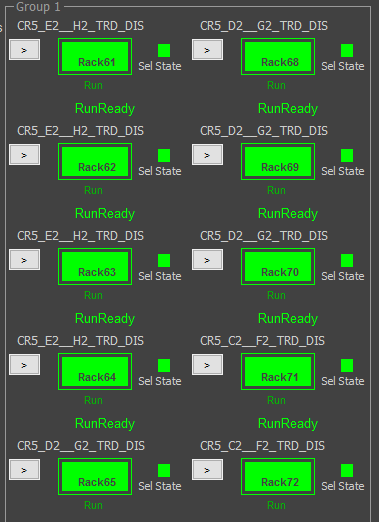 Group 1
CR5_E2__H2_TRD_DIS CR5_D2__G2_TRD_DIS
> Rack61 Sel State > Rack68 Sel State
Run Run
RunReady RunReady
CR5_E2__H2_TRD_DIS CR5_D2__G2_TRD_DIS
> Rack62 Sel State > Rack69 Sel State
Run Run
RunReady RunReady
CR5_E2__H2_TRD_DIS CR5_D2__G2_TRD_DIS
> Rack63 Sel State > Rack70 Sel State
Run Run
RunReady RunReady
CR5_E2__H2_TRD_DIS CR5_C2__F2_TRD_DIS
> Rack64 Sel State > Rack71 Sel State
Run Run
RunReady RunReady
CR5_D2__G2_TRD_DIS CR5_C2__F2_TRD_DIS
> Rack65 Sel State > Rack72 Sel State
Run Run